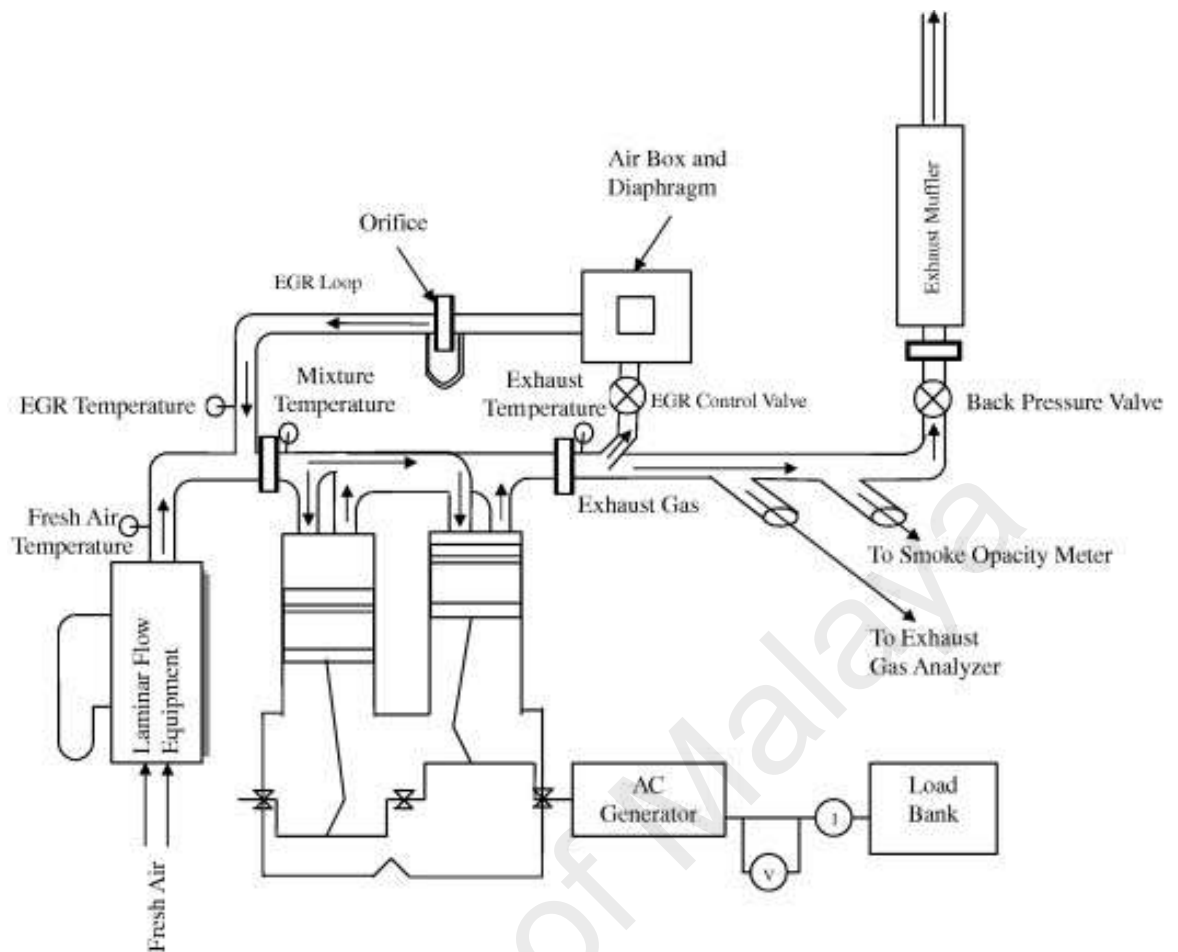 Air Box and
Diaphragm
Exhaust Muffler
Orifice
EGR Loop
Mixture
Temperature
Exhaust
Temperature
EGR Temperature
EGR Control Valve
Back Pressure Valve
Fresh Air
Temperature
Exhaust Gas
To Smoke Opacity Meter
To Exhaust
Gas Analyzer
Laminar Flow
Equipment
AC
Generator
Load
Bank
I
V
Fresh Air
of Malaya